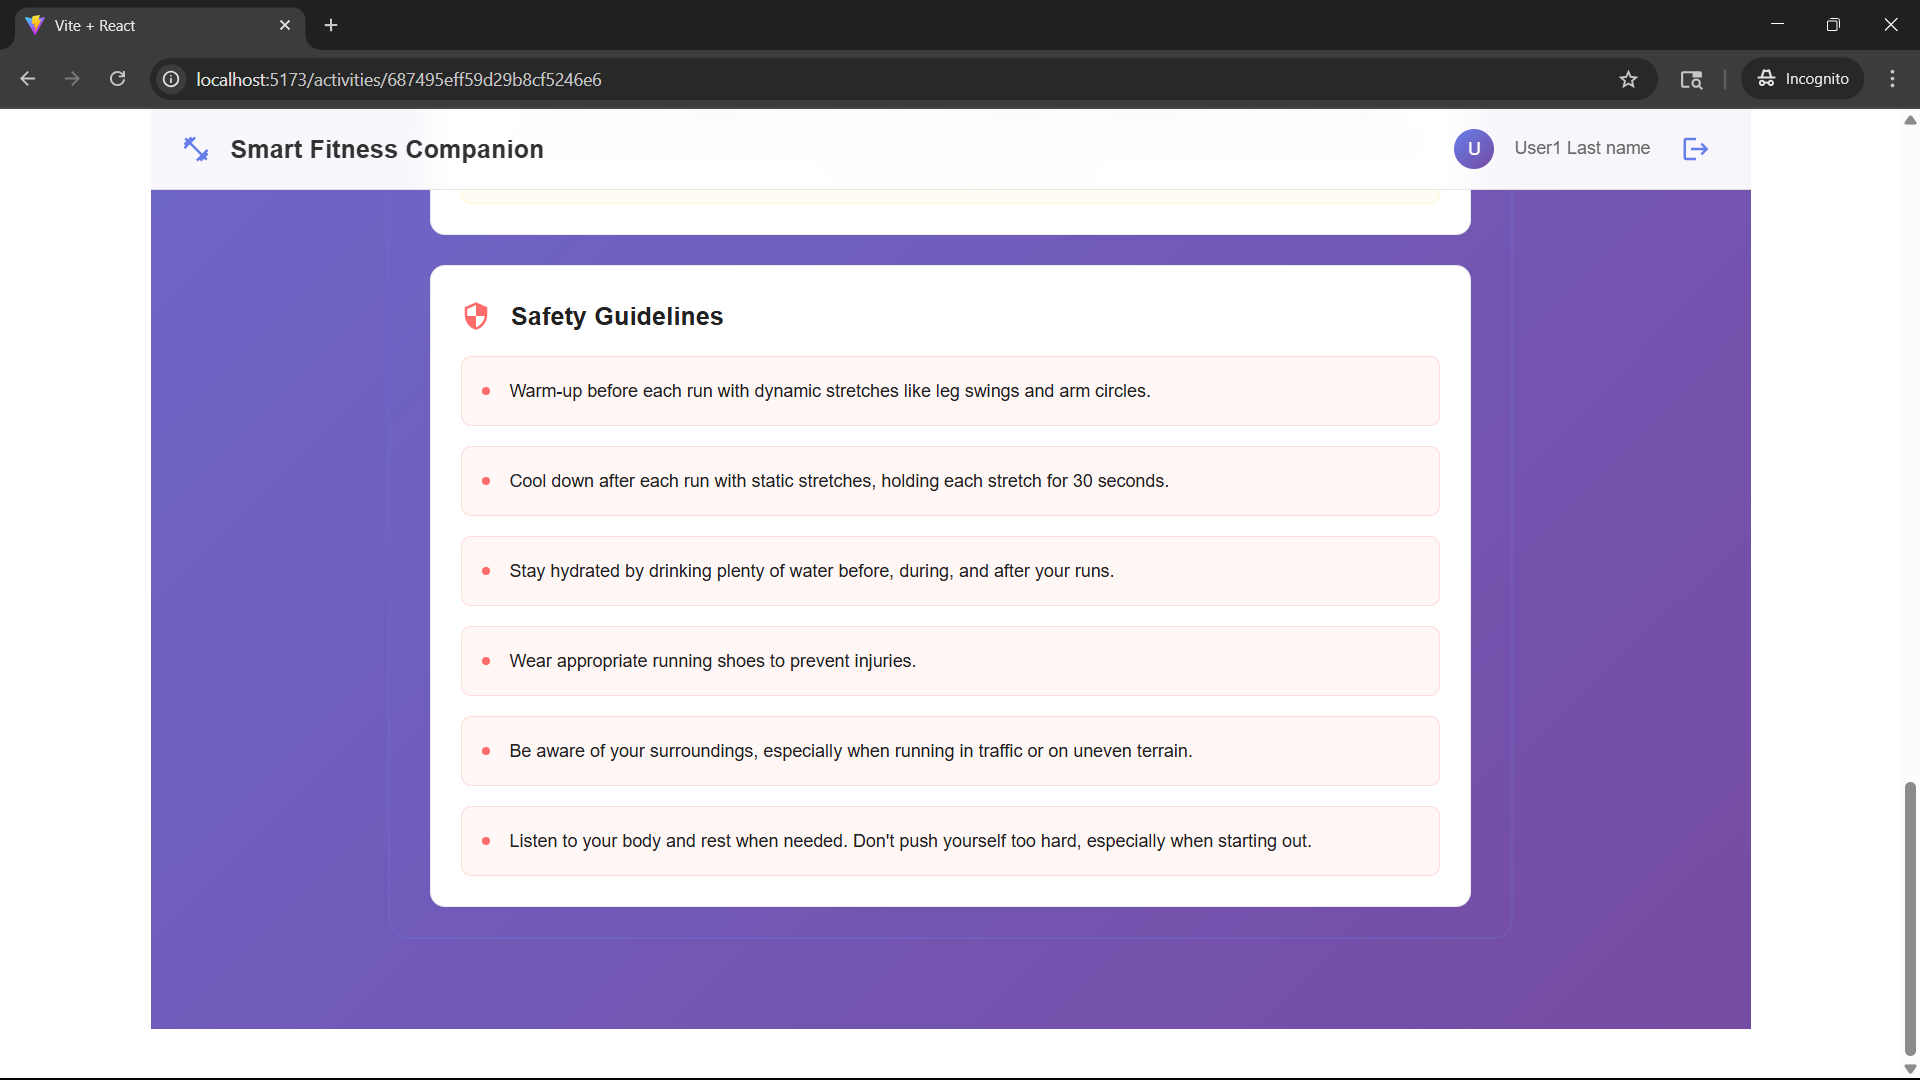 Vite + React
localhost:5173/activities/687495eff59d29b8cf5246e6
Incognito
Smart Fitness Companion
U
User1 Last name
Safety Guidelines
Warm-up before each run with dynamic stretches like leg swings and arm circles.
Cool down after each run with static stretches, holding each stretch for 30 seconds.
Stay hydrated by drinking plenty of water before, during, and after your runs.
Wear appropriate running shoes to prevent injuries.
Be aware of your surroundings, especially when running in traffic or on uneven terrain.
Listen to your body and rest when needed. Don't push yourself too hard, especially when starting out.